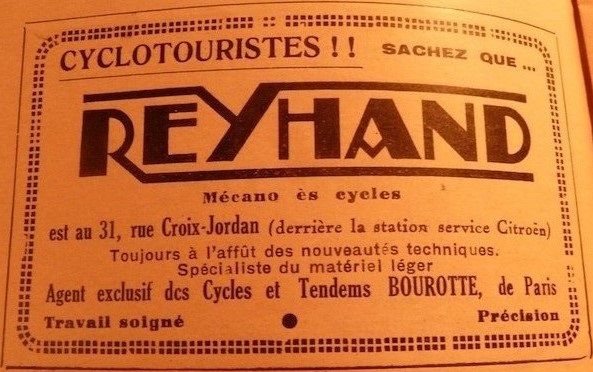 CYCLOTOURISTES !! SACHEZ QUE...
REYHAND
Mécano ès cycles
est au 31, rue Croix-Jordan (derrière la station service Citroën)
Toujours à l'affût des nouveautés techniques.
Spécialiste du matériel léger
Agent exclusif dcs Cycles et Tendems BOUROTTE, de Paris
Travail soigné ● Précision